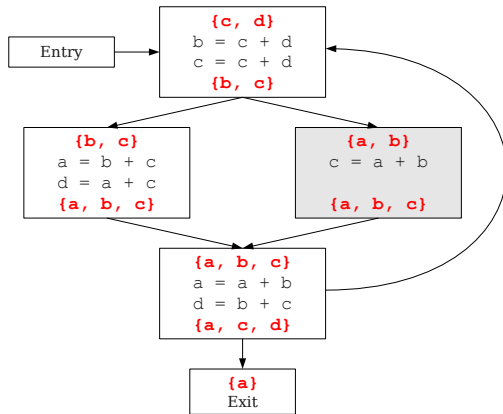 {c, d}
Entry
b = c + d
c = c + d
{b, c}
{b, c}
a = b + c
d = a + c
{a, b, c}
{a, b}
c = a + b
{a, b, c}
{a, b, c}
a = a + b
d = b + c
{a, c, d}
{a}
Exit